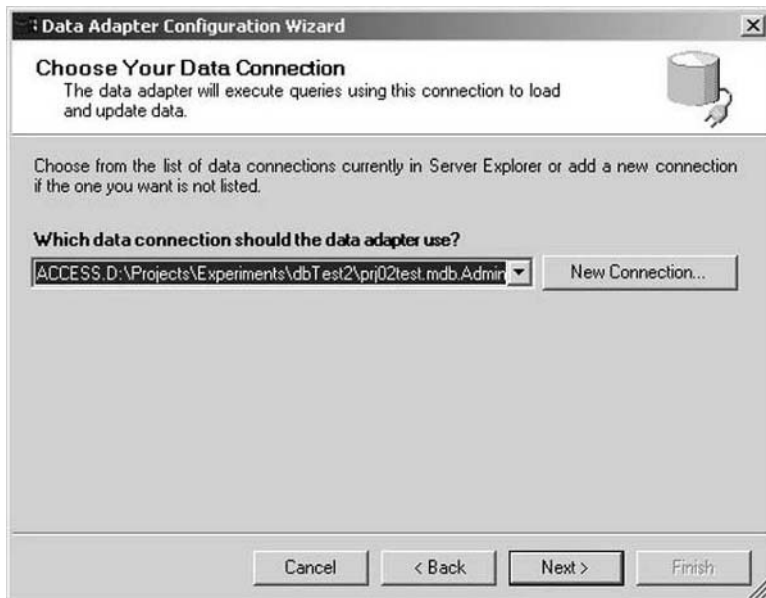 Data Adapter Configuration Wizard
Choose Your Data Connection
The data adapter will execute queries using this connection to load
and update data.
Choose from the list of data connections currently in Server Explorer or add a new connection
if the one you want is not listed.
Which data connection should the data adapter use?
ACCESS.D:\Projects\Experiments\dbTest2\prj02test.mdb.Admin
New Connection...
Cancel
< Back
Next >
Finish